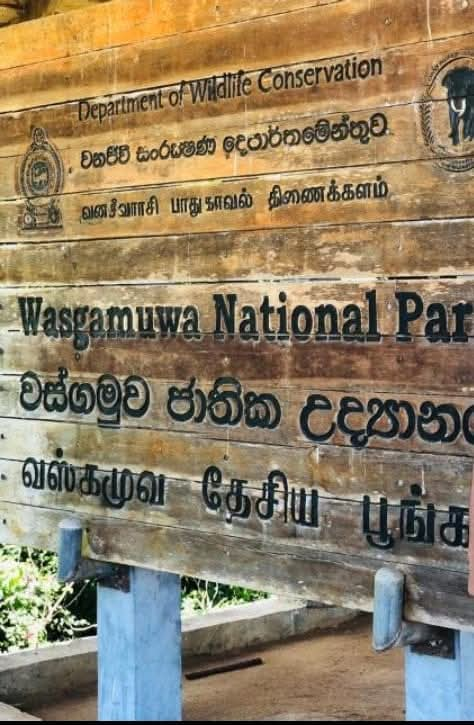 Department of Wildlife Conservation
වනජීවී සංරක්ෂණ දෙපාර්තමේන්තුව
வனசீவராசி பாதுகாவல் திணைக்களம்
Wasgamuwa National Par
වස්ගමුව ජාතික උද්‍යානය
வஸ்கமுவ தேசிய பூங்க